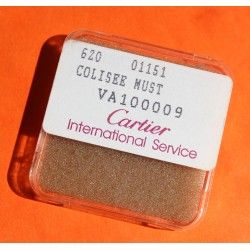 620 01151
COLISEE MUST
VA100009
Cartier
International Service